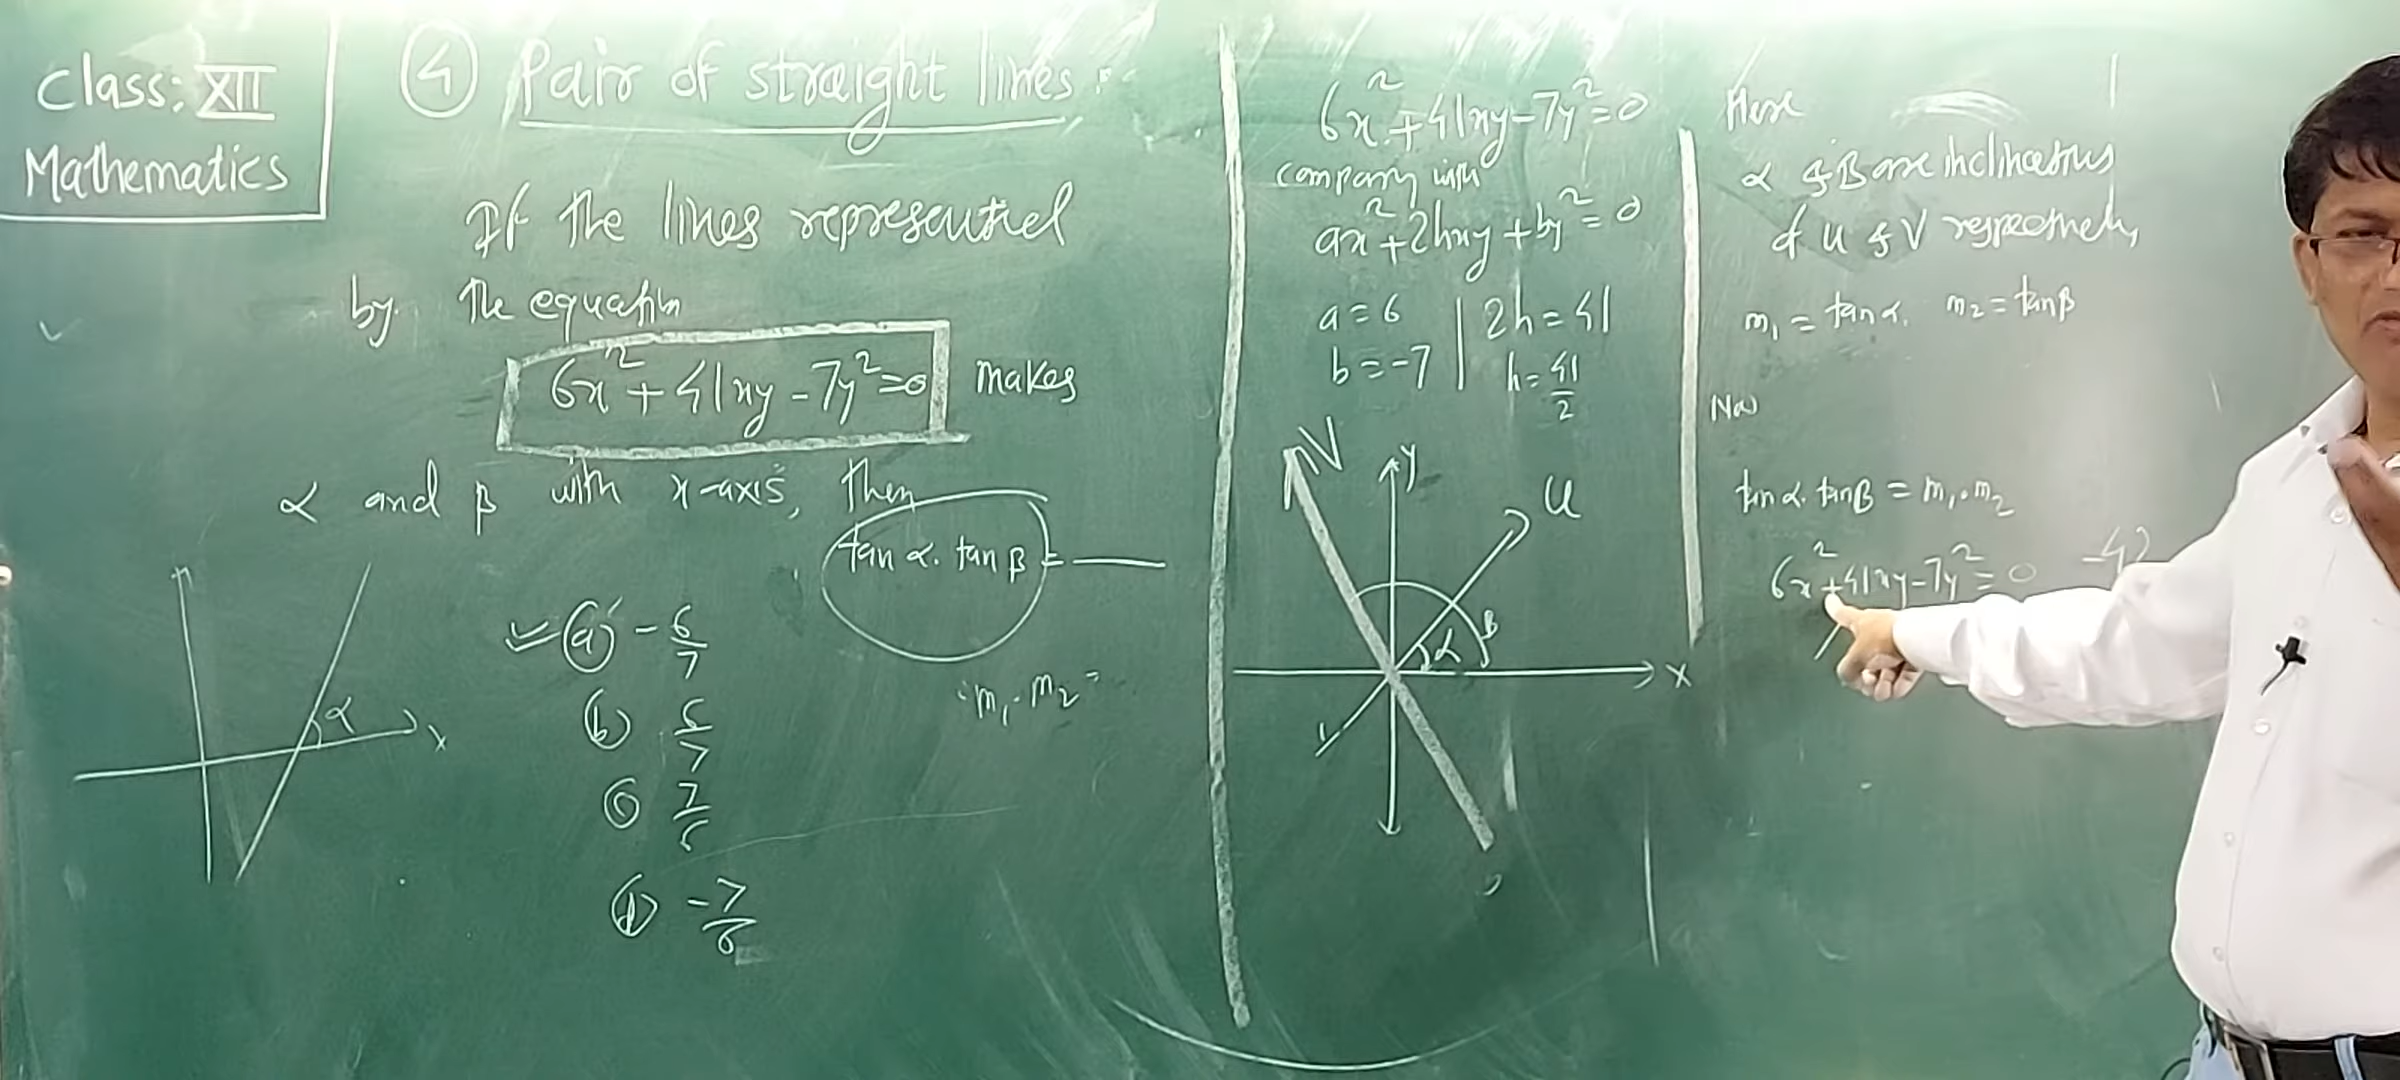 Class: XII
Mathematics
④ Pair of straight lines:
If the lines represented
by the equation
6x²+41xy-7y²=0 makes
α and β with x-axis, then
tan α. tan β = ___
(a) -6/7
(b) 6/7
(c) 7/6
(d) -7/6
m₁. m₂ =
α
x
6x²+41xy-7y²=0
company with
ax²+2hxy+by²=0
a=6 | 2h=41
b=-7 | h=41/2
V
y
U
β
α
x
Here
α & β are inclinations
of U & V respectively
m₁ = tan α. m₂ = tan β
Now
tan α. tan β = m₁. m₂
6x²+41xy-7y²=0 -42